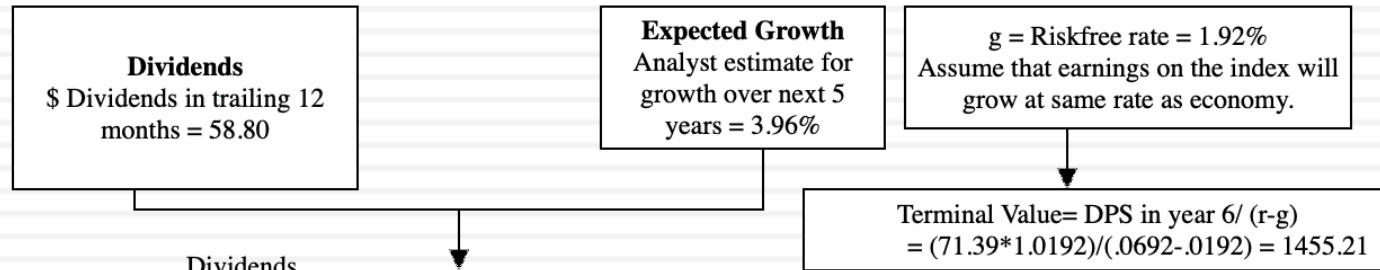 Dividends
$ Dividends in trailing 12
months = 58.80
Expected Growth
Analyst estimate for
growth over next 5
years = 3.96%
g = Riskfree rate = 1.92%
Assume that earnings on the index will
grow at same rate as economy.
Terminal Value= DPS in year 6/ (r-g)
= (71.39*1.0192)/(.0692-.0192) = 1455.21
Dividends